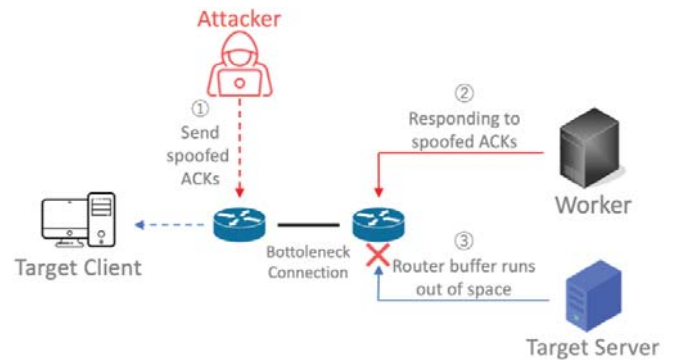 Attacker
①
Send
spoofed
ACKs
②
Responding to
spoofed ACKs
Worker
Target Client
Bottoleneck
Connection
③
Router buffer runs
out of space
Target Server